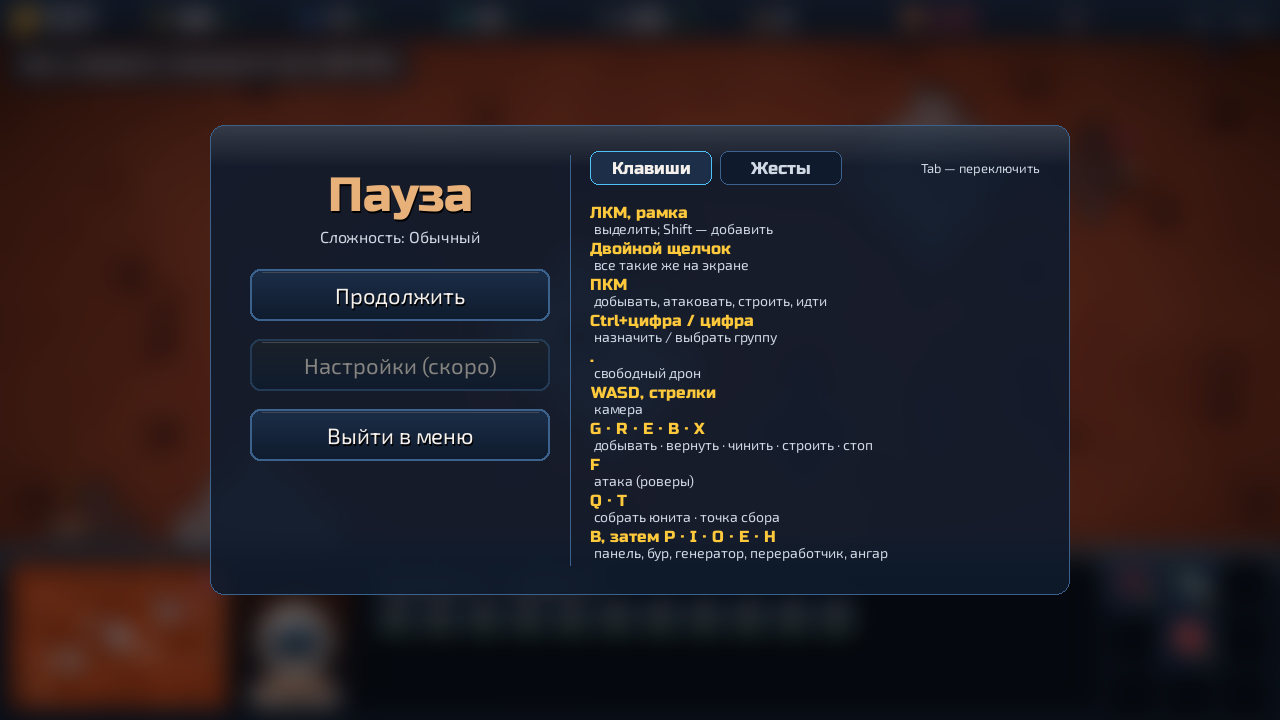 Пауза
Сложность: Обычный
Продолжить
Настройки (скоро)
Выйти в меню
Клавиши
Жесты
Tab — переключить
ЛКМ, рамка
выделить; Shift — добавить
Двойной щелчок
все такие же на экране
ПКМ
добывать, атаковать, строить, идти
Ctrl+цифра / цифра
назначить / выбрать группу
.
свободный дрон
WASD, стрелки
камера
G · R · E · B · X
добывать · вернуть · чинить · строить · стоп
F
атака (роверы)
Q · T
собрать юнита · точка сбора
B, затем P · I · O · E · H
панель, бур, генератор, переработчик, ангар